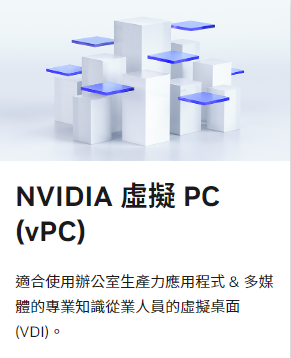 NVIDIA 虛擬 PC
(vPC)
適合使用辦公室生產力應用程式 & 多媒
體的專業知識從業人員的虛擬桌面
(VDI)。